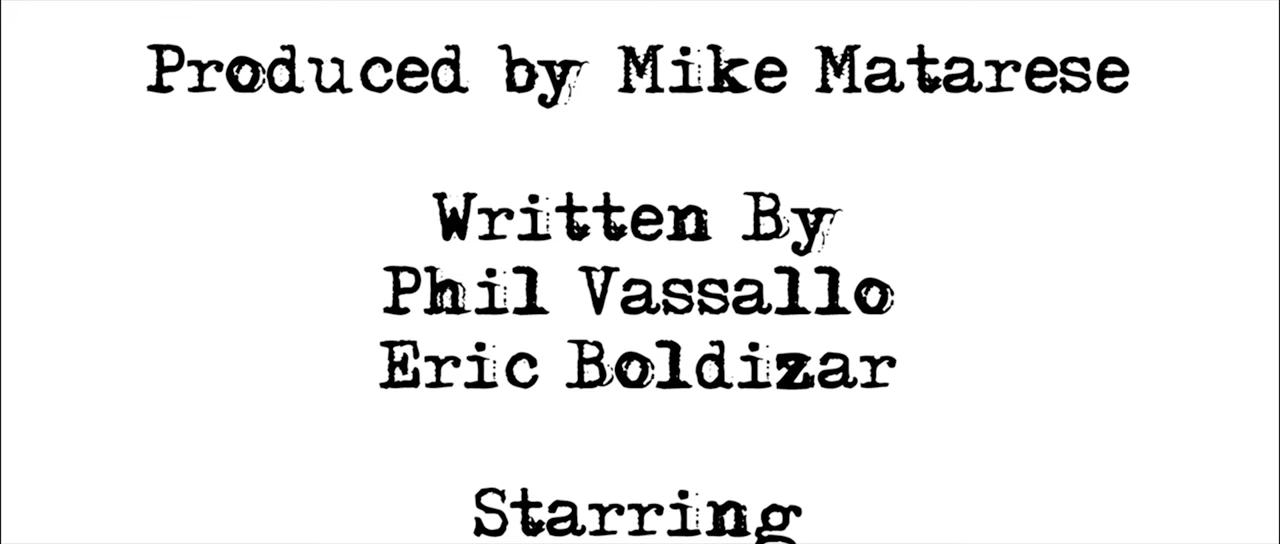 Produced by Mike Matarese
Written By
Phil Vassallo
Eric Boldizar
Starring